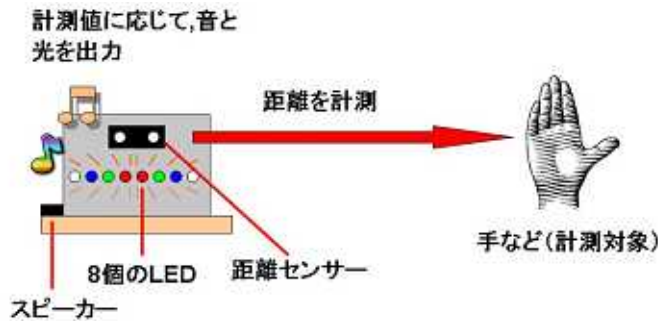 計測値に応じて,音と
光を出力
距離を計測
手など(計測対象)
8個のLED
距離センサー
スピーカー